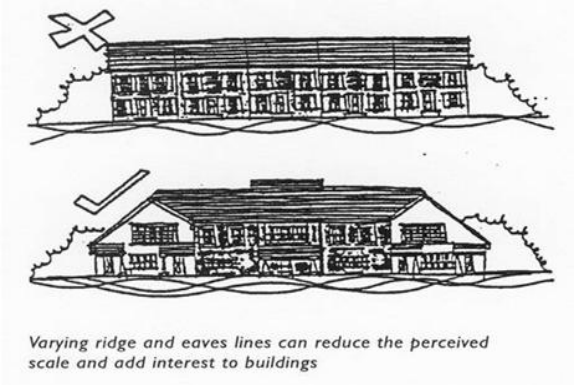 Varying ridge and eaves lines can reduce the perceived
scale and add interest to buildings